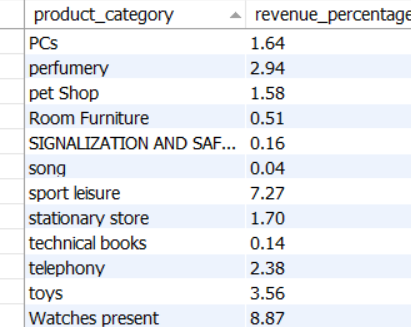 product_category revenue_percentage
PCs 1.64
perfumery 2.94
pet Shop 1.58
Room Furniture 0.51
SIGNALIZATION AND SAF... 0.16
song 0.04
sport leisure 7.27
stationary store 1.70
technical books 0.14
telephony 2.38
toys 3.56
Watches present 8.87